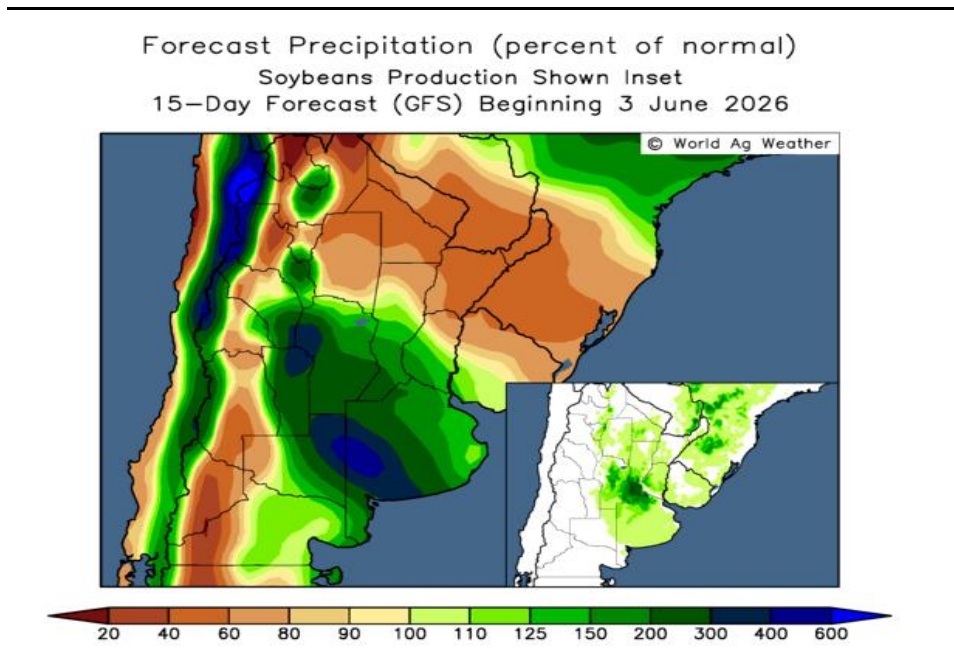 Forecast Precipitation (percent of normal)
Soybeans Production Shown Inset
15-Day Forecast (GFS) Beginning 3 June 2026
© World Ag Weather
20 40 60 80 90 100 110 125 150 200 300 400 600